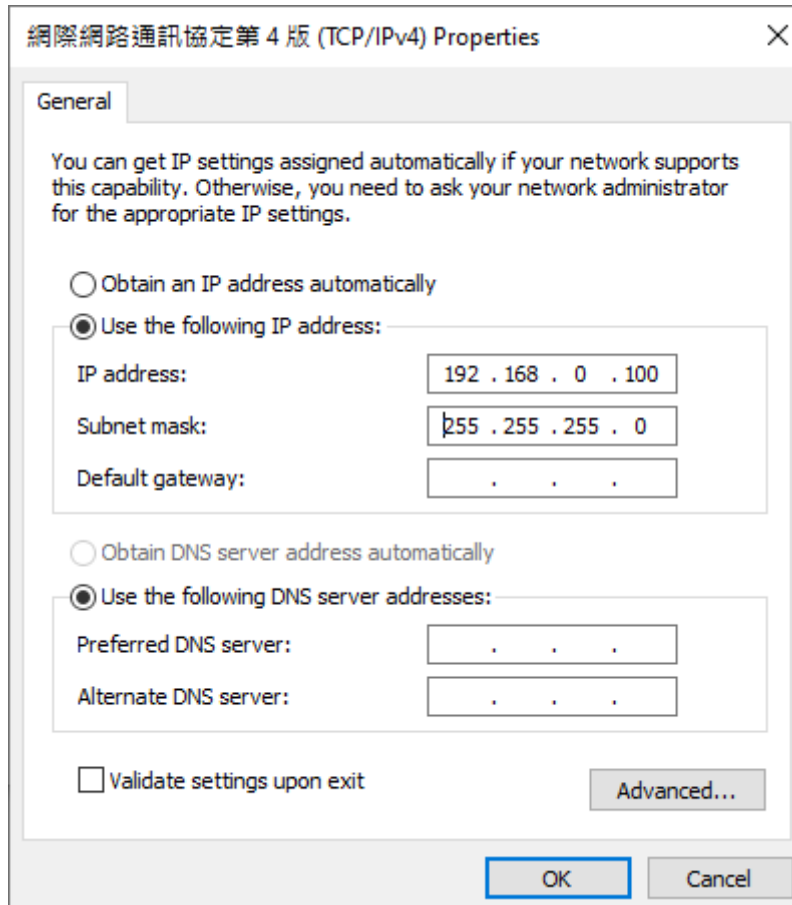 網際網路通訊協定第 4 版 (TCP/IPv4) Properties
General
You can get IP settings assigned automatically if your network supports
this capability. Otherwise, you need to ask your network administrator
for the appropriate IP settings.
Obtain an IP address automatically
Use the following IP address:
IP address: 192 . 168 . 0 . 100
Subnet mask: 255 . 255 . 255 . 0
Default gateway: . . .
Obtain DNS server address automatically
Use the following DNS server addresses:
Preferred DNS server: . . .
Alternate DNS server: . . .
Validate settings upon exit
Advanced...
OK Cancel